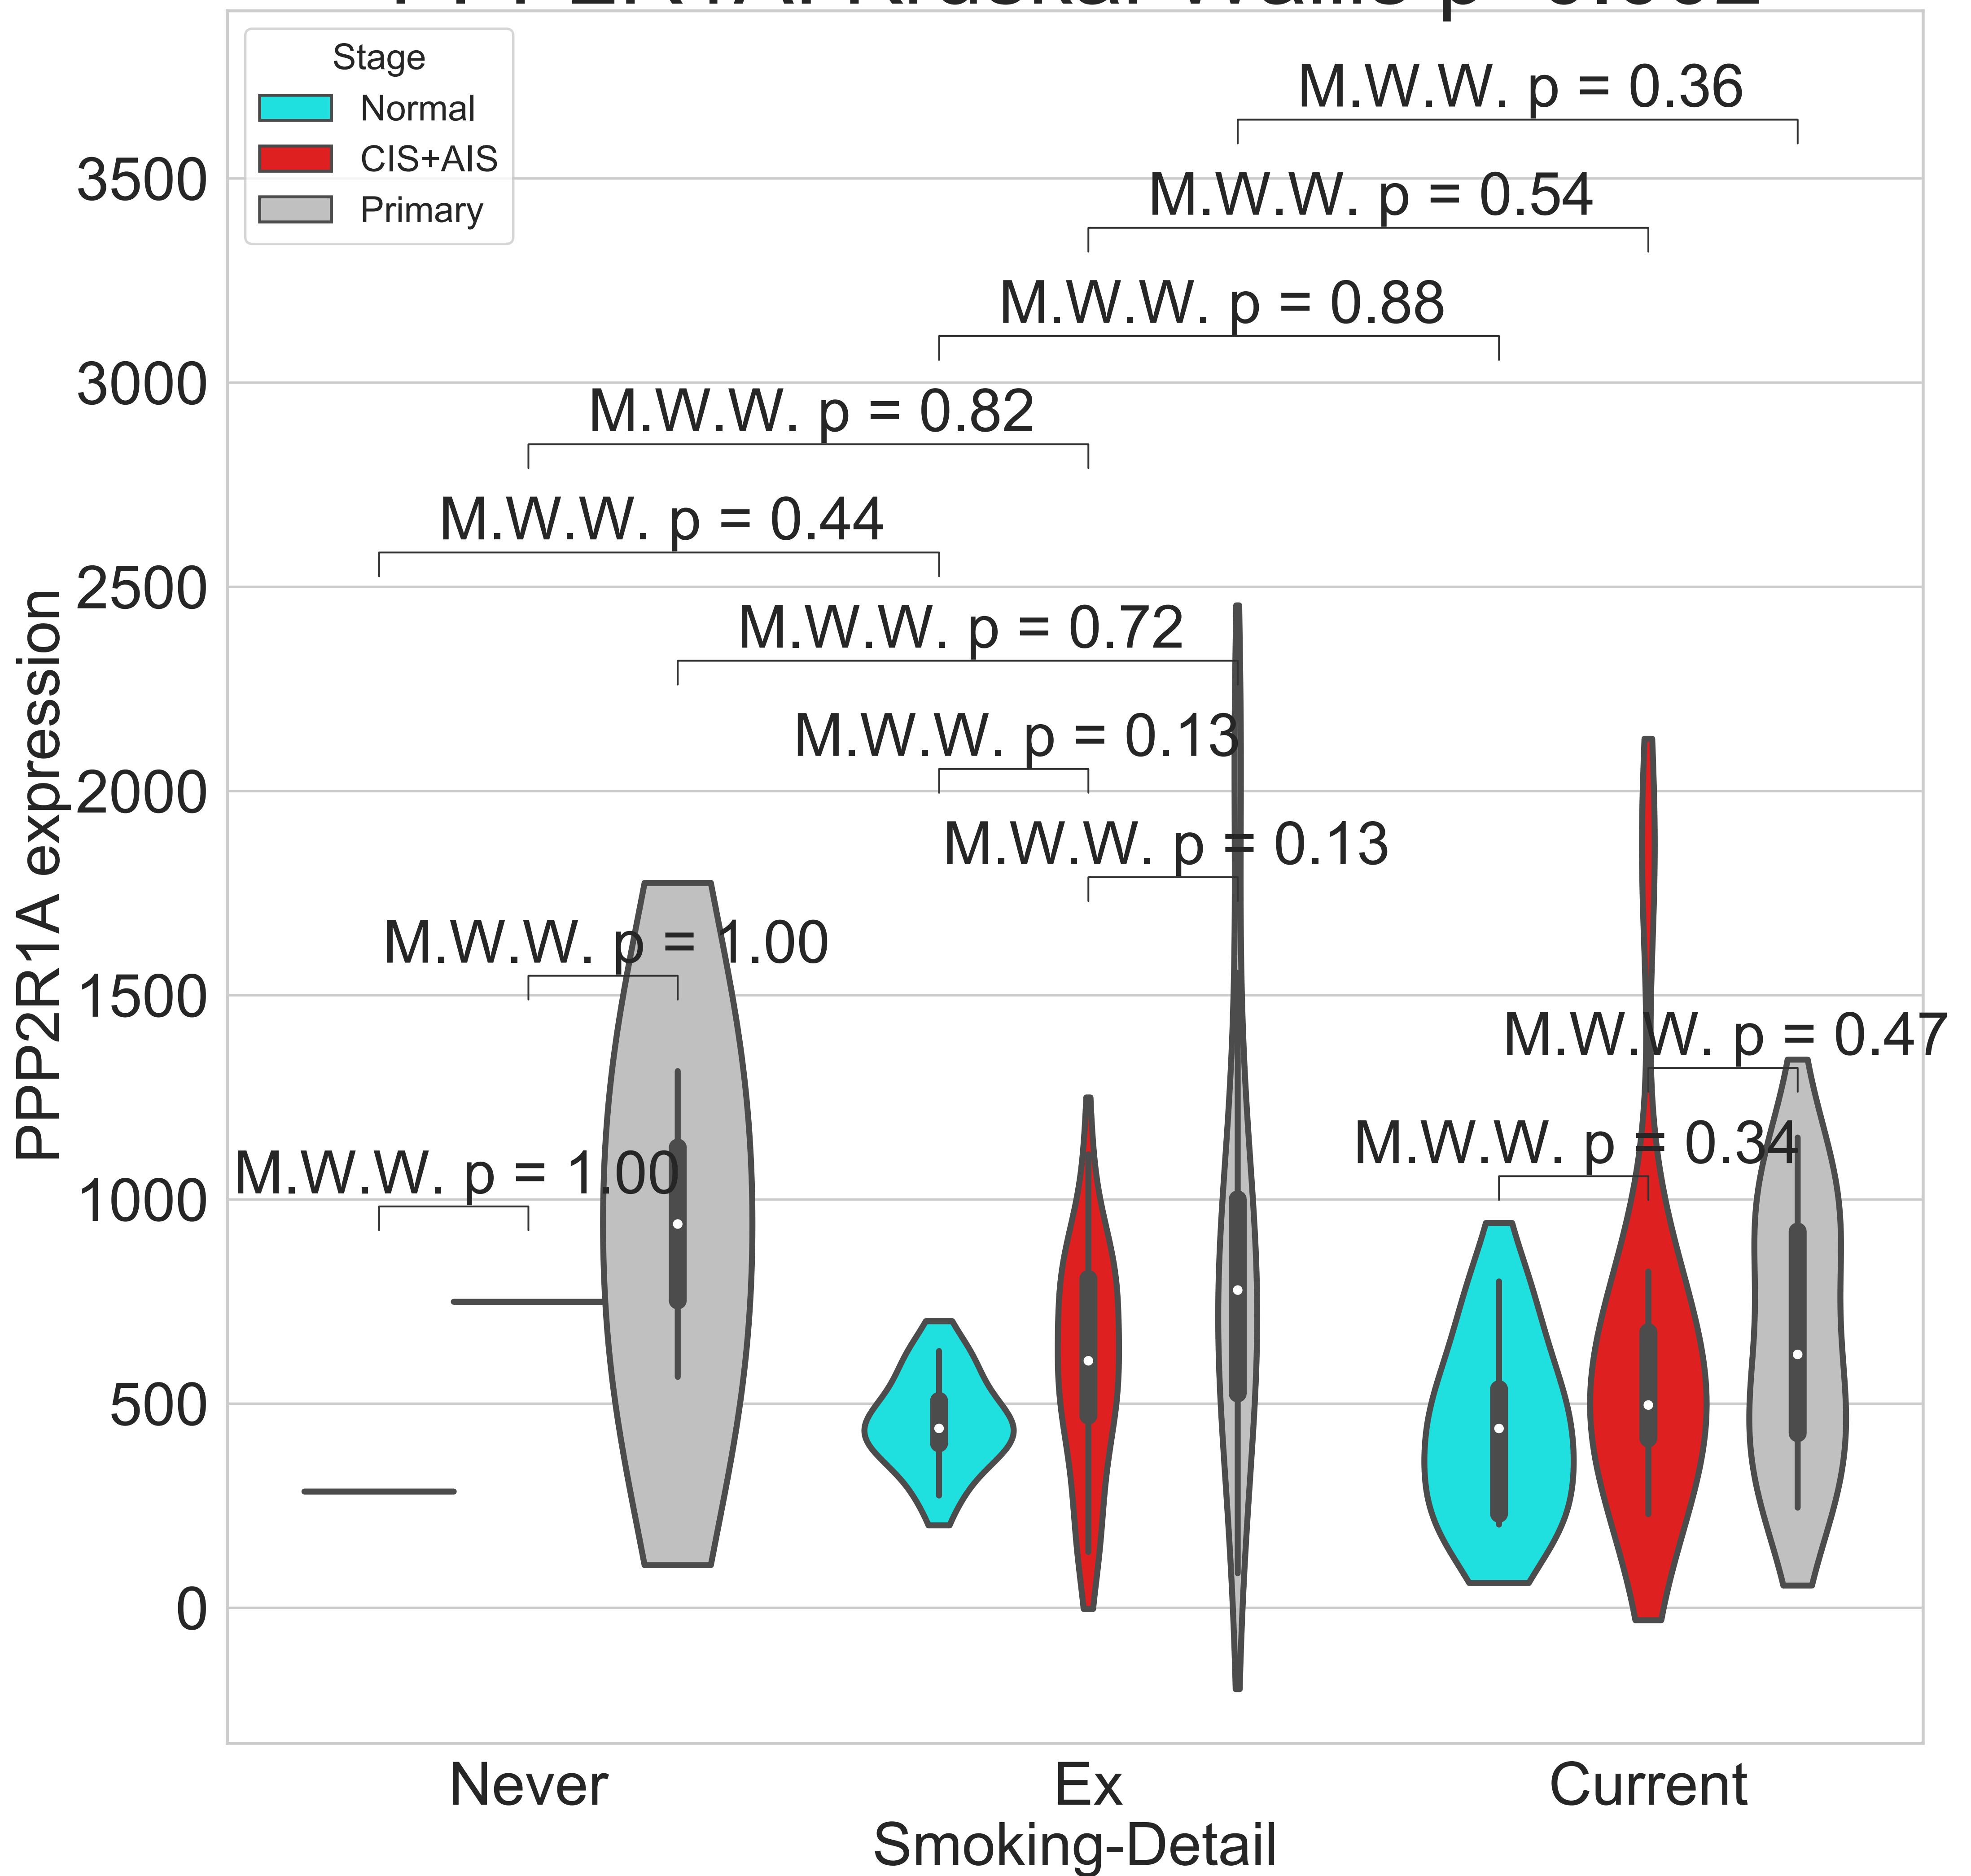 Stage
Normal
CIS+AIS
Primary
M.W.W. p = 0.36
3500
M.W.W. p = 0.54
M.W.W. p = 0.88
3000
M.W.W. p = 0.82
M.W.W. p = 0.44
2500
M.W.W. p = 0.72
M.W.W. p = 0.13
2000
M.W.W. p = 0.13
M.W.W. p = 1.00
1500
M.W.W. p = 0.47
M.W.W. p = 0.34
M.W.W. p = 1.00
1000
500
0
PPP2R1A expression
Never
Ex
Current
Smoking-Detail